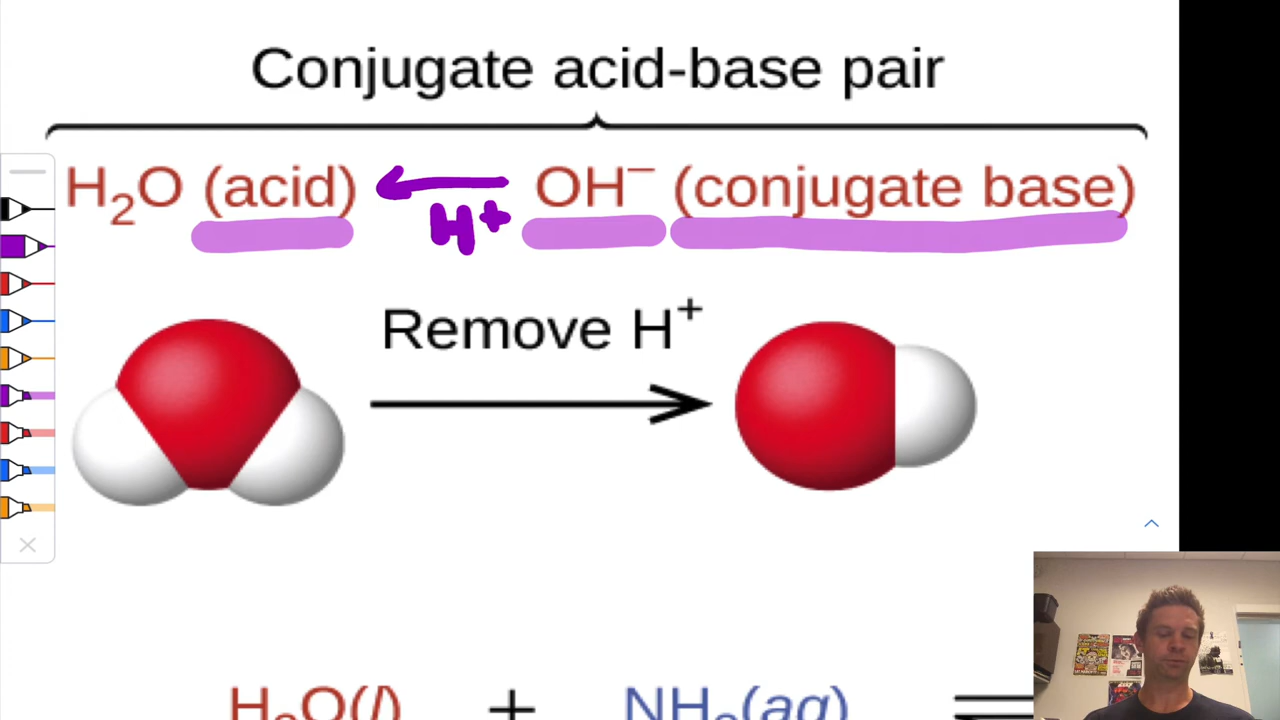 Conjugate acid-base pair
H₂O (acid) H⁺ OH⁻ (conjugate base)
Remove H⁺
H₂O(l) + NH₃(aq)